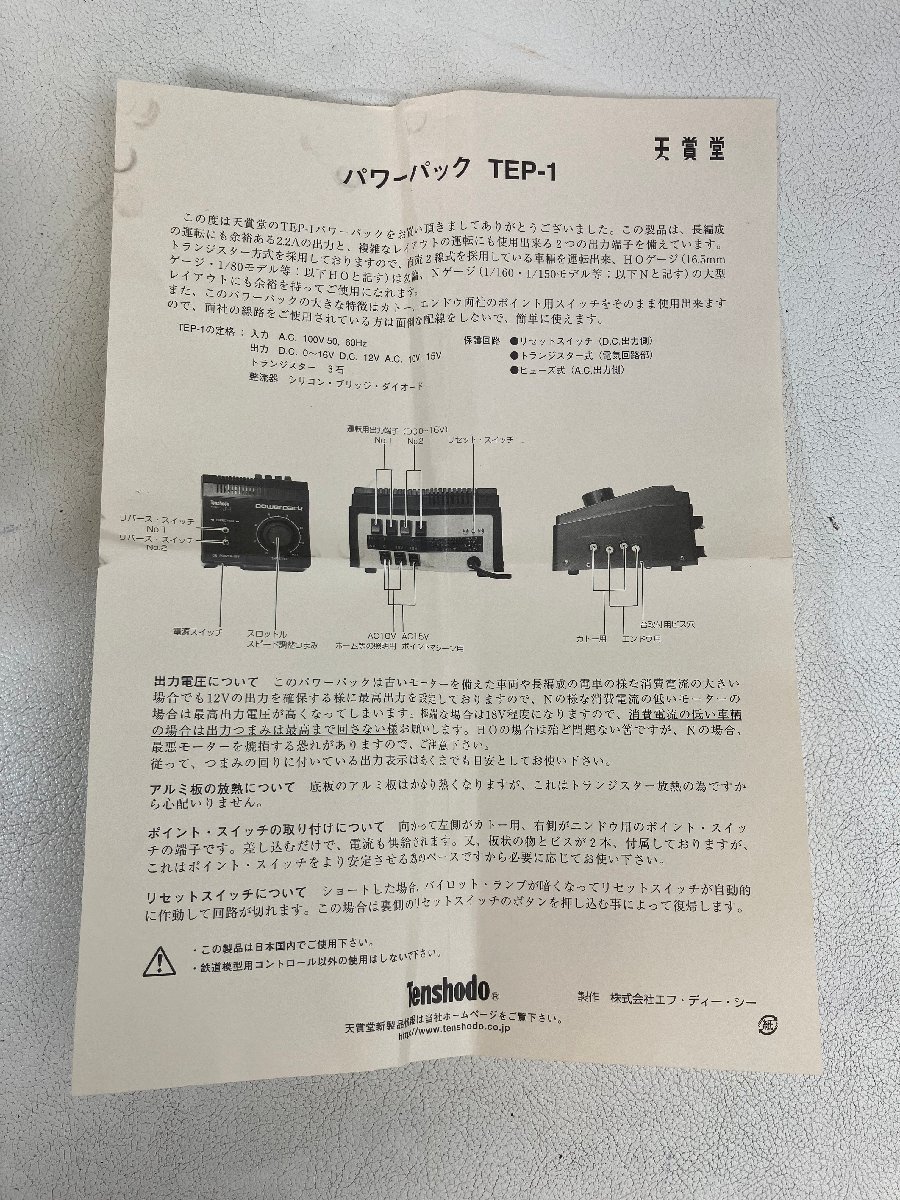 天賞堂
パワーパック TEP-1
この度は天賞堂のTEP-1パワーパックをお買い頂きましてありがとうございました。この製品は、長編成
の運転にも余裕ある2.2Aの出力と、複雑なレイアウトの運転にも使用出来る2つの出力端子を備えています。
トランジスター方式を採用しておりますので、直流2線式を採用している車輛を運転出来、HOゲージ(16.5mm
ゲージ・1/80モデル等：以下HOと記す)は勿論、Nゲージ(1/160・1/150モデル等：以下Nと記す)の大型
レイアウトにも余裕を持ってご使用になれます。
また、このパワーパックの大きな特徴はカトー、エンドウ両社のポイント用スイッチをそのまま使用出来ます
ので、両社の線路をご使用されている方は面倒な配線をしないで、簡単に使えます。
TEP-1の定格：入力 A.C. 100V 50, 60Hz
出力 D.C. 0〜16V D.C. 12V A.C. 10V 15V
トランジスター 3石
整流器 シリコン・ブリッジ・ダイオード
保護回路 ●リセットスイッチ（D.C.出力側）
●トランジスター式（電気回路部）
●ヒューズ式（A.C.出力側）
運転用出力端子（DC0〜16V）
No.1 No.2 リセット・スイッチ
リバース・スイッチ
No.1
リバース・スイッチ
No.2
Tenshodo
powerpack
電源スイッチ
スロットル
スピード調整つまみ
AC10V AC15V
ホーム等の照明用 ポイントマシーン用
カトー用 エンドウ用
台取付用ビス穴
出力電圧について このパワーパックは古いモーターを備えた車両や長編成の電車の様な消費電流の大きい
場合でも12Vの出力を確保する様に最高出力を設定しておりますので、Nの様な消費電流の低いモーターの
場合は最高出力電圧が高くなってしまいます。極端な場合は18V程度になりますので、消費電流の低い車輌
の場合は出力つまみは最高まで回さない様お願いします。HOの場合は殆ど問題ない筈ですが、Nの場合、
最悪モーターを焼損する恐れがありますので、ご注意下さい。
従って、つまみの回りに付いている出力表示はあくまでも目安としてお使い下さい。
アルミ板の放熱について 底板のアルミ板はかなり熱くなりますが、これはトランジスター放熱の為ですか
ら心配いりません。
ポイント・スイッチの取り付けについて 向かって左側がカトー用、右側がエンドウ用のポイント・スイッ
チの端子です。差し込むだけで、電流も供給されます。又、板状の物とビスが2本、付属しておりますが、
これはポイント・スイッチをより安定させる為のベースですから必要に応じてお使い下さい。
リセットスイッチについて ショートした場合、パイロット・ランプが暗くなってリセットスイッチが自動的
に作動して回路が切れます。この場合は裏側のリセットスイッチのボタンを押し込む事によって復帰します。
・この製品は日本国内でご使用下さい。
・鉄道模型用コントロール以外の使用はしないで下さい。
Tenshodo®
製作 株式会社エフ・ディー・シー
天賞堂新製品情報は当社ホームページをご覧下さい。
http://www.tenshodo.co.jp
紙